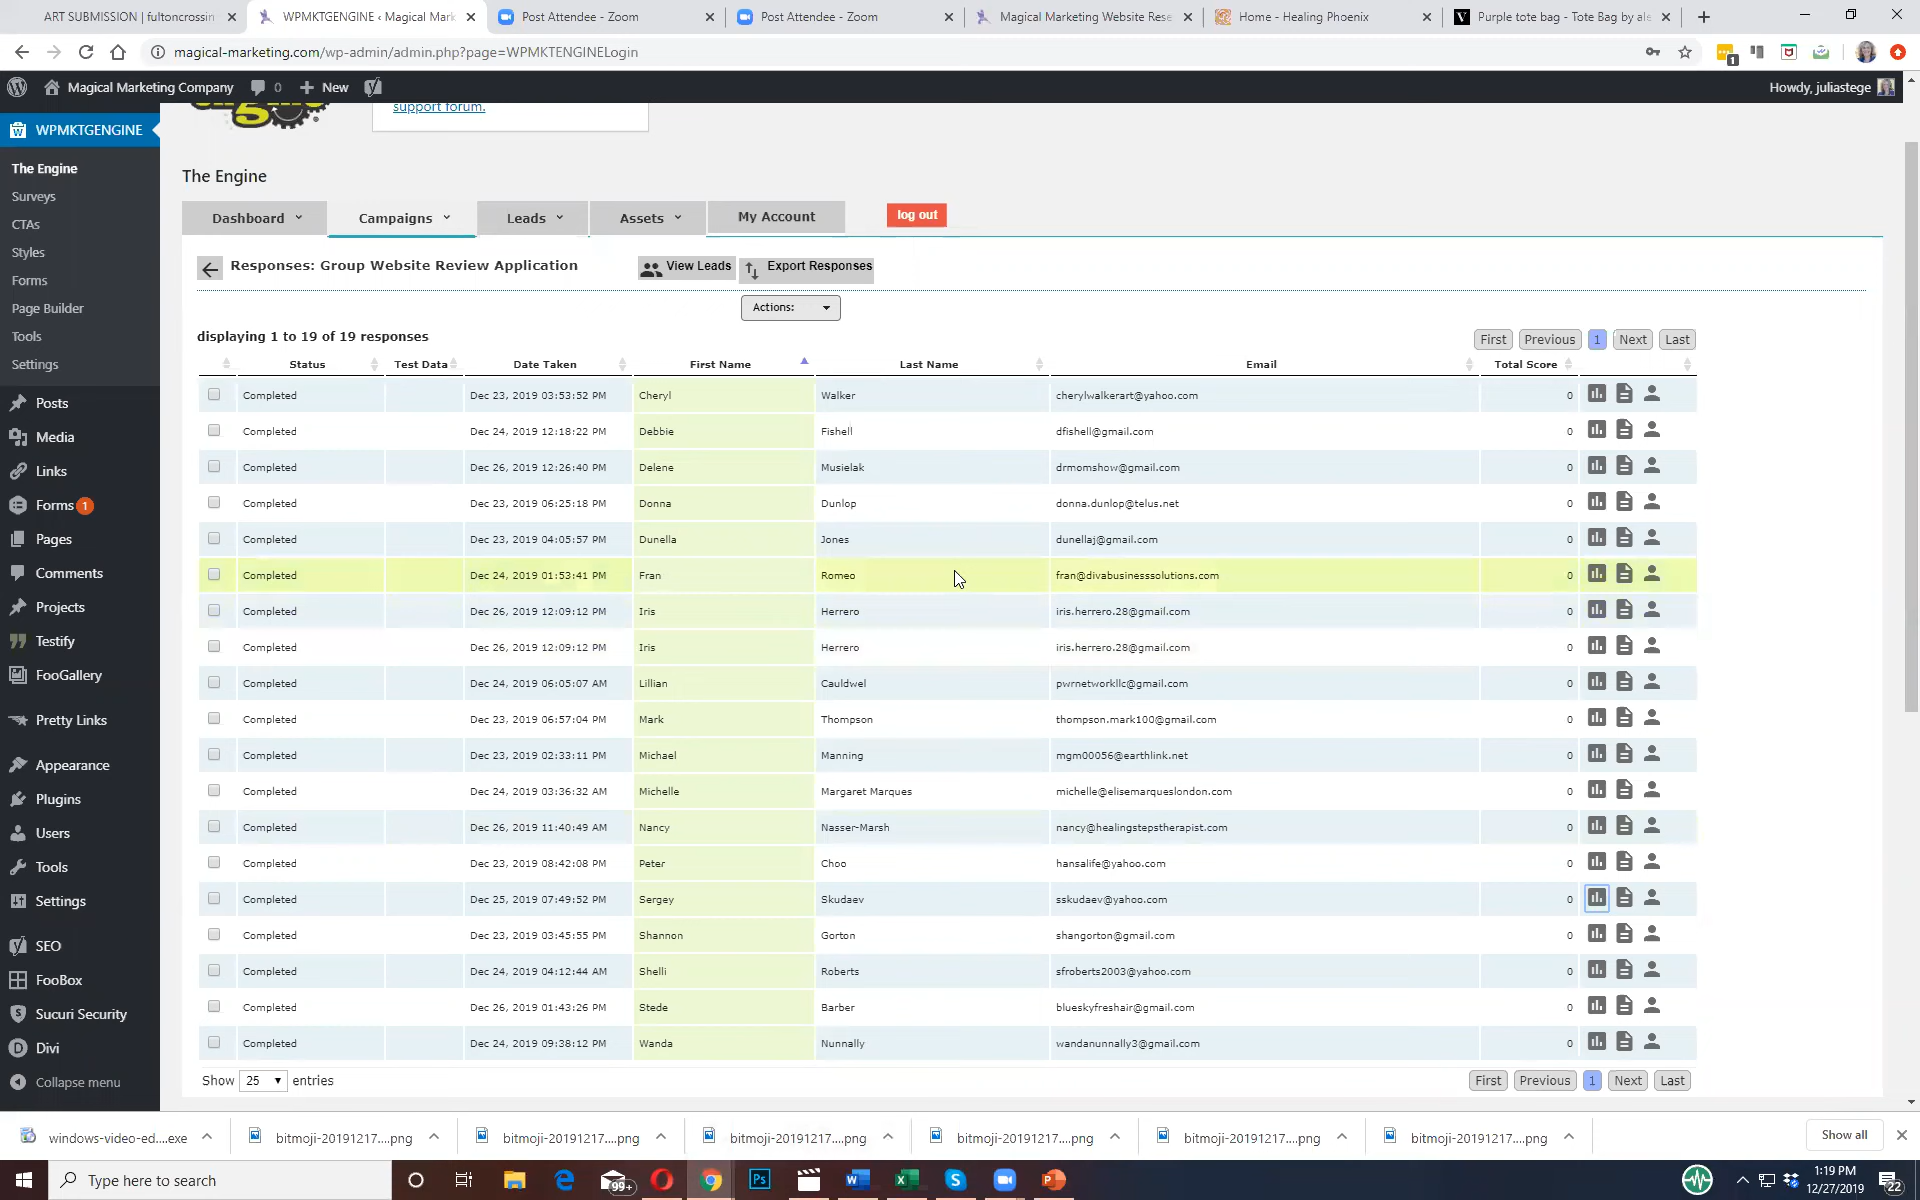 ART SUBMISSION | fultoncrossin
WPMKTGENGINE ‹ Magical Mark
Post Attendee - Zoom
Post Attendee - Zoom
Magical Marketing Website Rese
Home - Healing Phoenix
Purple tote bag - Tote Bag by ale
magical-marketing.com/wp-admin/admin.php?page=WPMKTENGINELogin
1
Magical Marketing Company
0
New
Howdy, juliastege
WPMKTGENGINE
support forum.
The Engine
Surveys
CTAs
Styles
Forms
Page Builder
Tools
Settings
Posts
Media
Links
Forms 1
Pages
Comments
Projects
Testify
FooGallery
Pretty Links
Appearance
Plugins
Users
Tools
Settings
SEO
FooBox
Sucuri Security
Divi
Collapse menu
The Engine
Dashboard
Campaigns
Leads
Assets
My Account
log out
Responses: Group Website Review Application
View Leads
Export Responses
Actions:
displaying 1 to 19 of 19 responses
First Previous 1 Next Last
Status Test Data Date Taken First Name Last Name Email Total Score
Completed Dec 23, 2019 03:53:52 PM Cheryl Walker cherylwalkerart@yahoo.com 0
Completed Dec 24, 2019 12:18:22 PM Debbie Fishell dfishell@gmail.com 0
Completed Dec 26, 2019 12:26:40 PM Delene Musielak drmomshow@gmail.com 0
Completed Dec 23, 2019 06:25:18 PM Donna Dunlop donna.dunlop@telus.net 0
Completed Dec 23, 2019 04:05:57 PM Dunella Jones dunellaj@gmail.com 0
Completed Dec 24, 2019 01:53:41 PM Fran Romeo fran@divabusinesssolutions.com 0
Completed Dec 26, 2019 12:09:12 PM Iris Herrero iris.herrero.28@gmail.com 0
Completed Dec 26, 2019 12:09:12 PM Iris Herrero iris.herrero.28@gmail.com 0
Completed Dec 24, 2019 06:05:07 AM Lillian Cauldwel pwrnetworkllc@gmail.com 0
Completed Dec 23, 2019 06:57:04 PM Mark Thompson thompson.mark100@gmail.com 0
Completed Dec 23, 2019 02:33:11 PM Michael Manning mgm00056@earthlink.net 0
Completed Dec 24, 2019 03:36:32 AM Michelle Margaret Marques michelle@elisemarqueslondon.com 0
Completed Dec 26, 2019 11:40:49 AM Nancy Nasser-Marsh nancy@healingstepstherapist.com 0
Completed Dec 23, 2019 08:42:08 PM Peter Choo hansalife@yahoo.com 0
Completed Dec 25, 2019 07:49:52 PM Sergey Skudaev sskudaev@yahoo.com 0
Completed Dec 23, 2019 03:45:55 PM Shannon Gorton shangorton@gmail.com 0
Completed Dec 24, 2019 04:12:44 AM Shelli Roberts sfroberts2003@yahoo.com 0
Completed Dec 26, 2019 01:43:26 PM Stede Barber blueskyfreshair@gmail.com 0
Completed Dec 24, 2019 09:38:12 PM Wanda Nunnally wandanunnally3@gmail.com 0
Show 25 entries
First Previous 1 Next Last
windows-video-ed....exe
bitmoji-20191217....png
bitmoji-20191217....png
bitmoji-20191217....png
bitmoji-20191217....png
bitmoji-20191217....png
bitmoji-20191217....png
Show all
Type here to search
99+
1:19 PM
12/27/2019
22